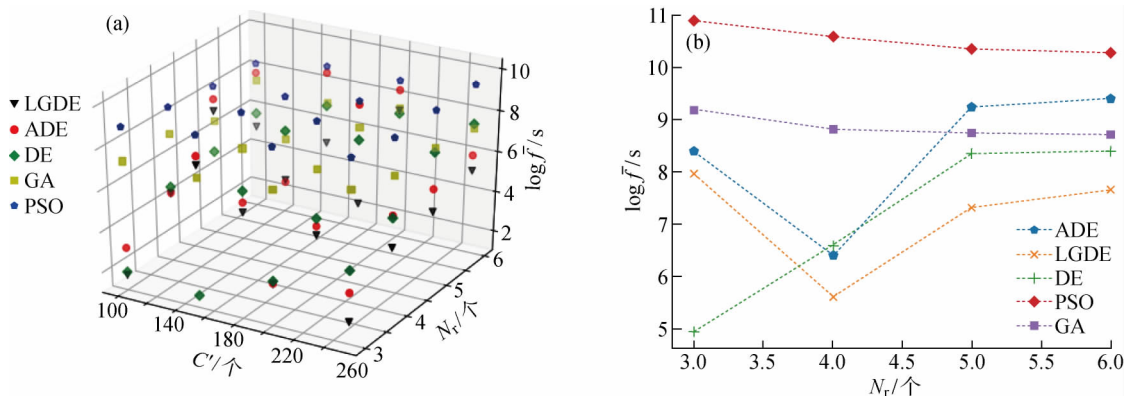 (a)
LGDE
ADE
DE
GA
PSO
10
8
6
4
2
log f̄ / s
100
140
180
220
260
C′/个
3
4
5
6
Nr/个
(b)
11
10
9
8
7
6
5
log f̄ / s
3.0
3.5
4.0
4.5
5.0
5.5
6.0
Nr/个
ADE
LGDE
DE
PSO
GA